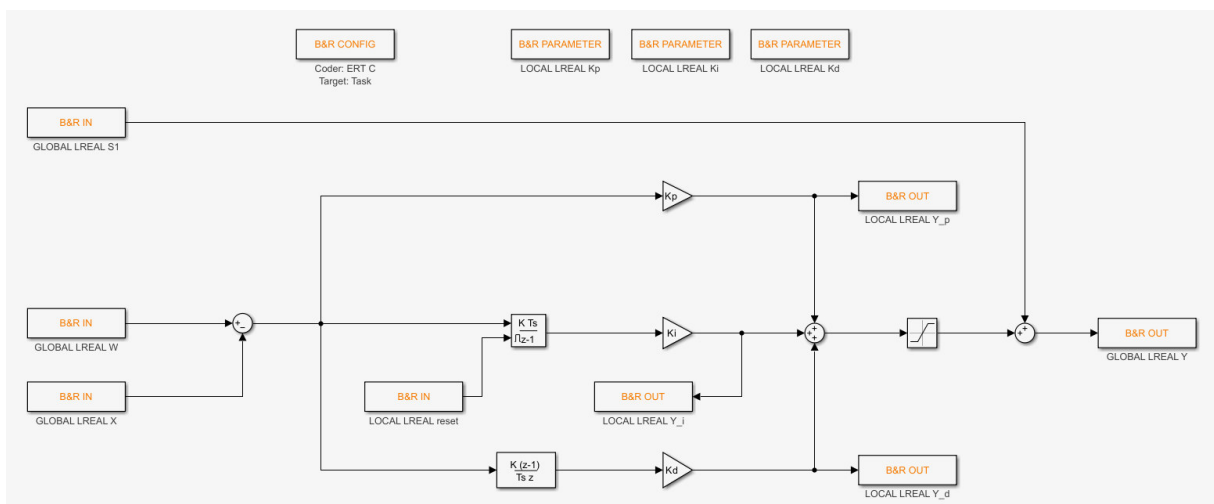 B&R CONFIG
Coder: ERT C
Target: Task
B&R PARAMETER
LOCAL LREAL Kp
B&R PARAMETER
LOCAL LREAL Ki
B&R PARAMETER
LOCAL LREAL Kd
B&R IN
GLOBAL LREAL S1
Kp
B&R OUT
LOCAL LREAL Y_p
B&R IN
GLOBAL LREAL W
+
−
K Ts
z-1
Ki
+
+
+
+
+
B&R OUT
GLOBAL LREAL Y
B&R IN
GLOBAL LREAL X
B&R IN
LOCAL LREAL reset
B&R OUT
LOCAL LREAL Y_i
K (z-1)
Ts z
Kd
B&R OUT
LOCAL LREAL Y_d